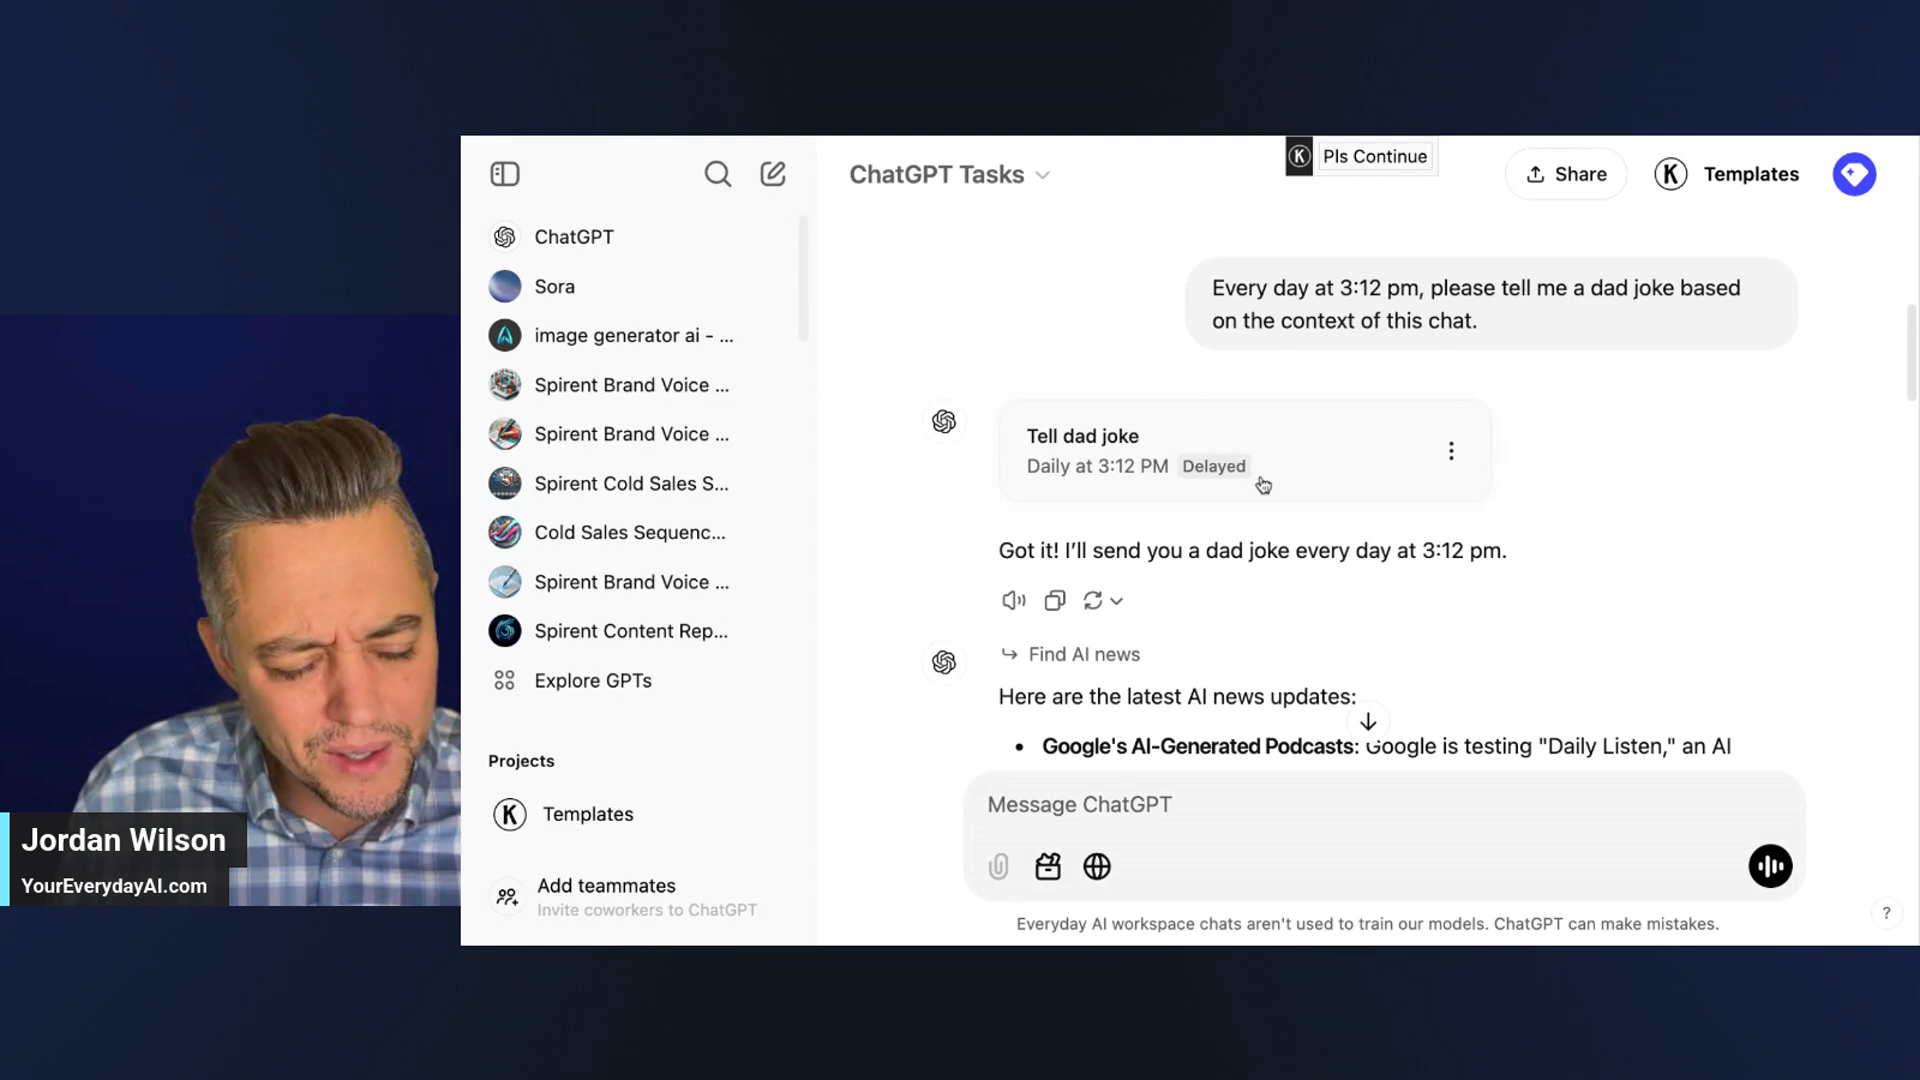 ChatGPT Tasks
K
Pls Continue
Share
K
Templates
ChatGPT
Sora
image generator ai - ...
Spirent Brand Voice ...
Spirent Brand Voice ...
Spirent Cold Sales S...
Cold Sales Sequenc...
Spirent Brand Voice ...
Spirent Content Rep...
Explore GPTs
Projects
K
Templates
Add teammates
Invite coworkers to ChatGPT
Every day at 3:12 pm, please tell me a dad joke based
on the context of this chat.
Tell dad joke
Daily at 3:12 PM Delayed
Got it! I’ll send you a dad joke every day at 3:12 pm.
Find AI news
Here are the latest AI news updates:
• Google's AI-Generated Podcasts: Google is testing "Daily Listen," an AI
Message ChatGPT
Everyday AI workspace chats aren't used to train our models. ChatGPT can make mistakes.
?
Jordan Wilson
YourEverydayAI.com